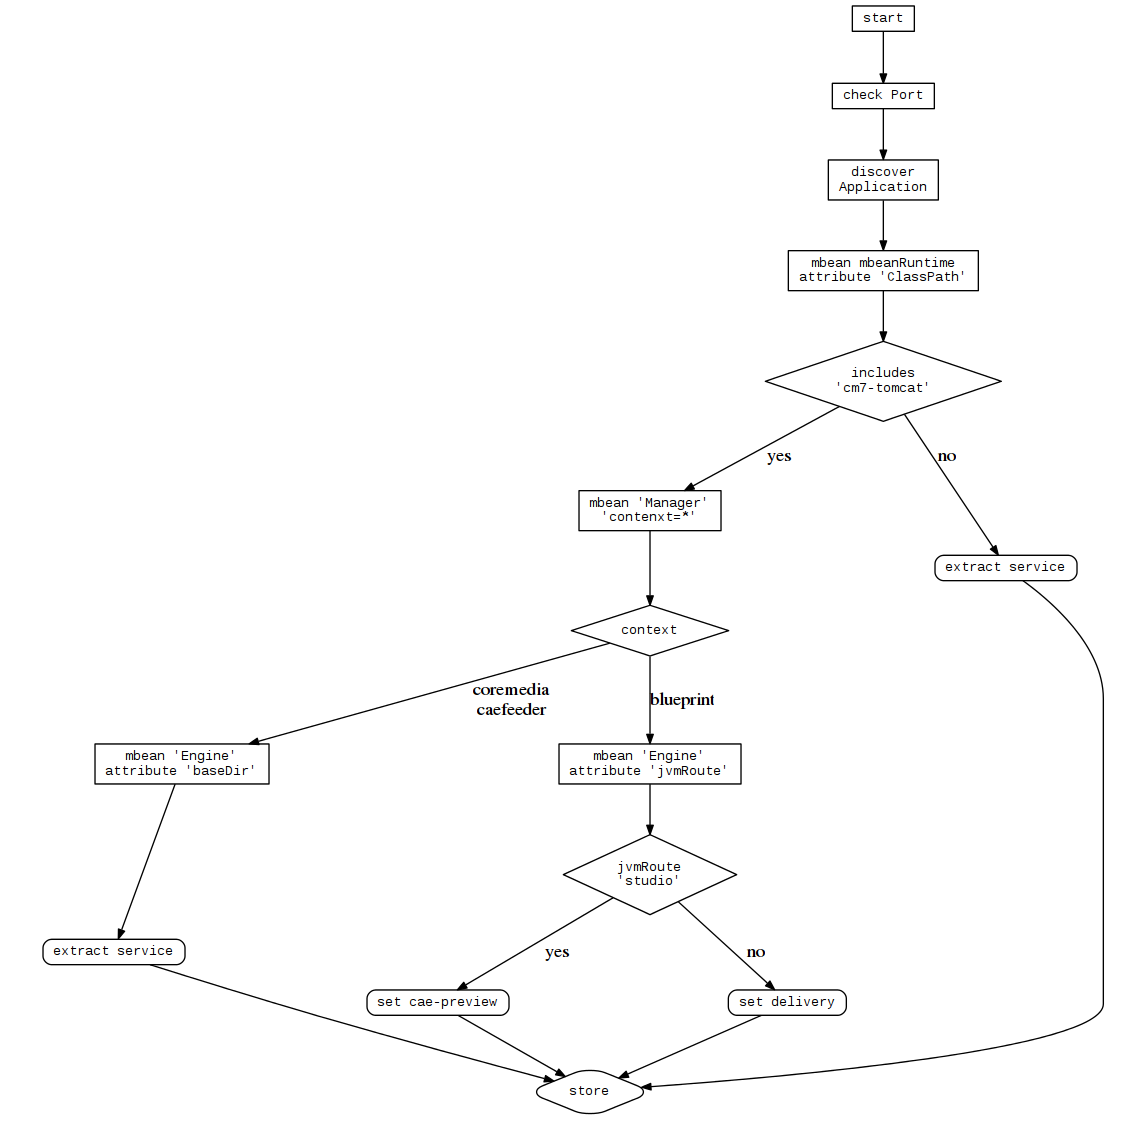 start
check Port
discover
Application
mbean mbeanRuntime
attribute 'ClassPath'
includes
'cm7-tomcat'
yes
no
mbean 'Manager'
'contenxt=*'
extract service
context
coremedia
caefeeder
blueprint
mbean 'Engine'
attribute 'baseDir'
mbean 'Engine'
attribute 'jvmRoute'
jvmRoute
'studio'
yes
no
extract service
set cae-preview
set delivery
store